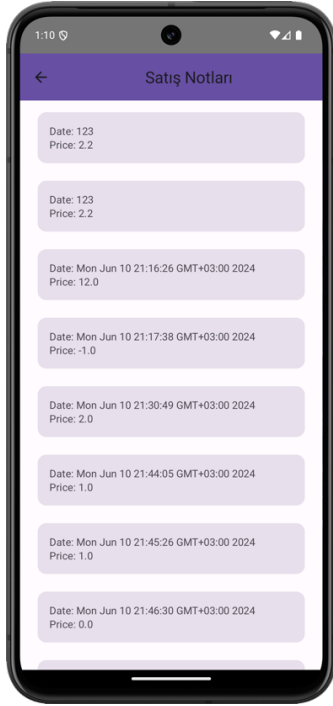 1:10
Satış Notları
Date: 123
Price: 2.2
Date: 123
Price: 2.2
Date: Mon Jun 10 21:16:26 GMT+03:00 2024
Price: 12.0
Date: Mon Jun 10 21:17:38 GMT+03:00 2024
Price: -1.0
Date: Mon Jun 10 21:30:49 GMT+03:00 2024
Price: 2.0
Date: Mon Jun 10 21:44:05 GMT+03:00 2024
Price: 1.0
Date: Mon Jun 10 21:45:26 GMT+03:00 2024
Price: 1.0
Date: Mon Jun 10 21:46:30 GMT+03:00 2024
Price: 0.0